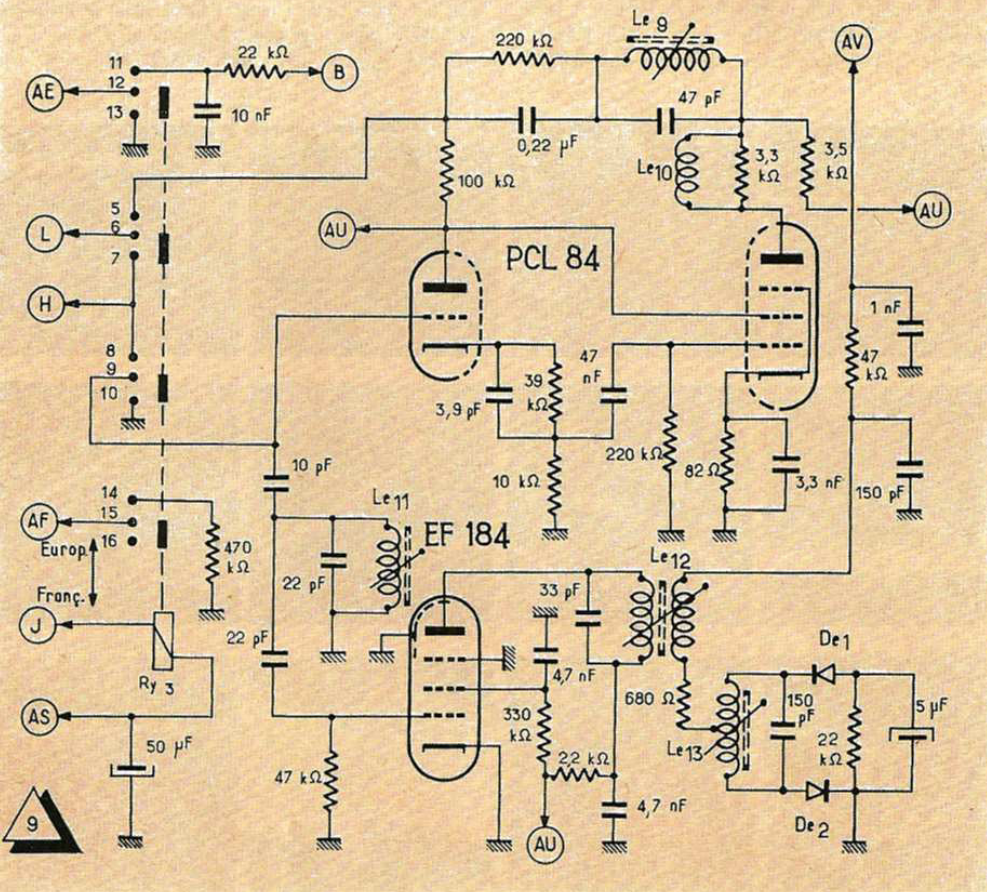 Le 9
220 kΩ
AV
11
22 kΩ
B
AE
12
13
10 nF
47 pF
0,22 µF
Le10
3,3 kΩ
3,5 kΩ
100 kΩ
5
L
6
7
AU
AU
PCL 84
H
1 nF
8
9
10
47 nF
39 kΩ
3,9 pF
47 kΩ
10 pF
10 kΩ
220 kΩ
82 Ω
3,3 nF
150 pF
14
AF
15
16
Europ.
Franç.
470 kΩ
Le11
EF 184
22 pF
33 pF
Le12
J
Ry 3
22 pF
4,7 nF
De1
AS
50 µF
330 kΩ
680 Ω
150 pF
5 µF
Le13
22 kΩ
47 kΩ
2,2 kΩ
4,7 nF
De2
AU
9